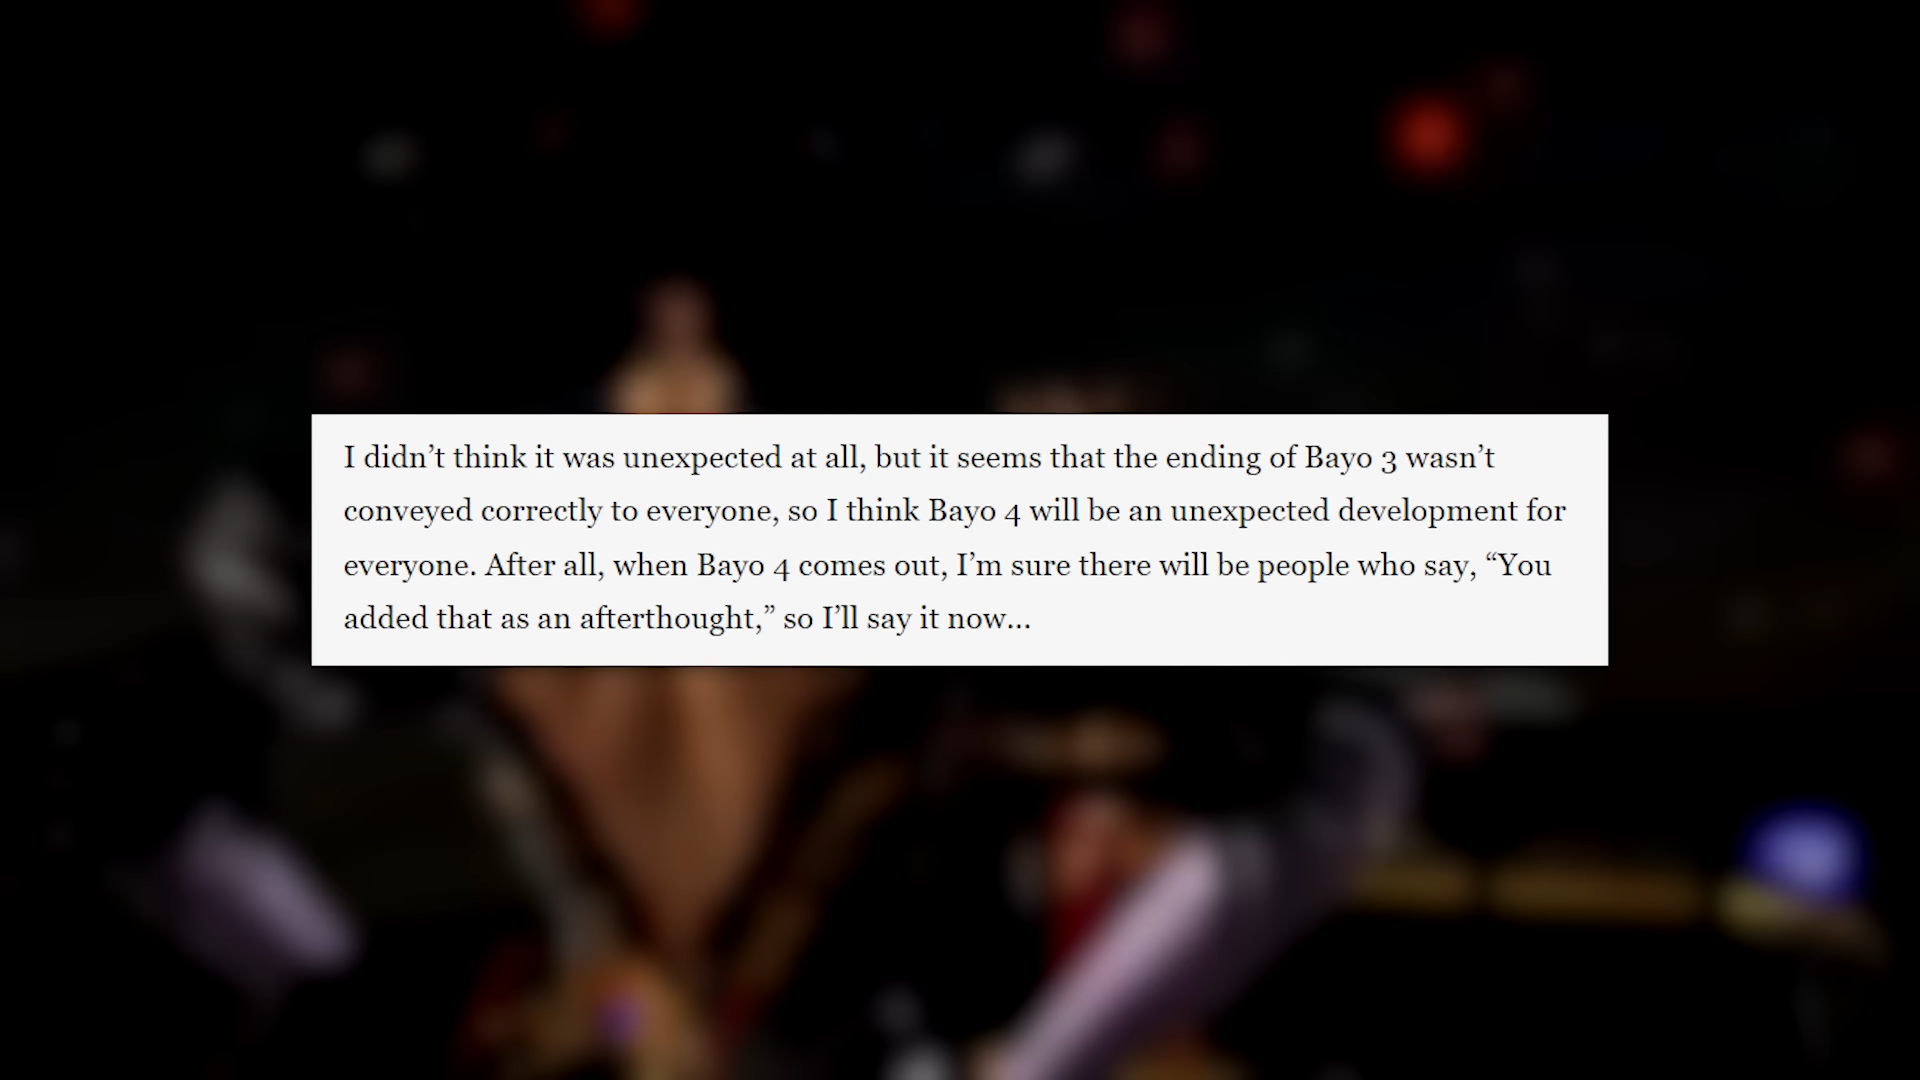 I didn’t think it was unexpected at all, but it seems that the ending of Bayo 3 wasn’t
conveyed correctly to everyone, so I think Bayo 4 will be an unexpected development for
everyone. After all, when Bayo 4 comes out, I’m sure there will be people who say, “You
added that as an afterthought,” so I’ll say it now...